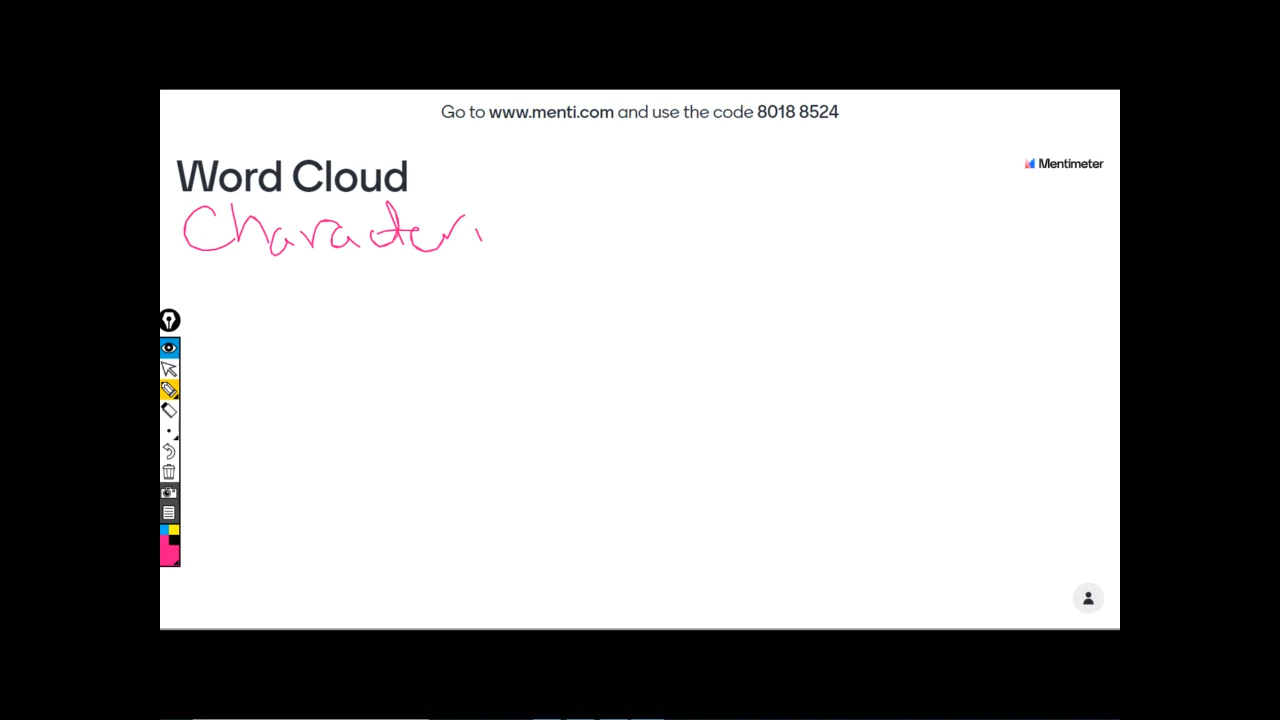 Go to www.menti.com and use the code 8018 8524
Mentimeter
Word Cloud
Character